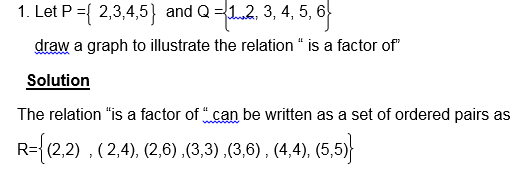 1. Let P ={ 2,3,4,5} and Q ={1,2, 3, 4, 5, 6}
draw a graph to illustrate the relation “ is a factor of”
Solution
The relation “is a factor of “ can be written as a set of ordered pairs as
R={(2,2) , ( 2,4), (2,6) ,(3,3) ,(3,6) , (4,4), (5,5)}